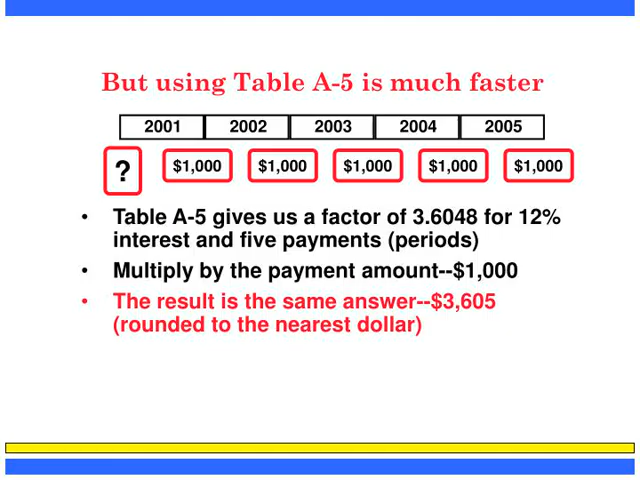 But using Table A-5 is much faster
2001 2002 2003 2004 2005
? $1,000 $1,000 $1,000 $1,000 $1,000
• Table A-5 gives us a factor of 3.6048 for 12%
interest and five payments (periods)
• Multiply by the payment amount--$1,000
• The result is the same answer--$3,605
(rounded to the nearest dollar)